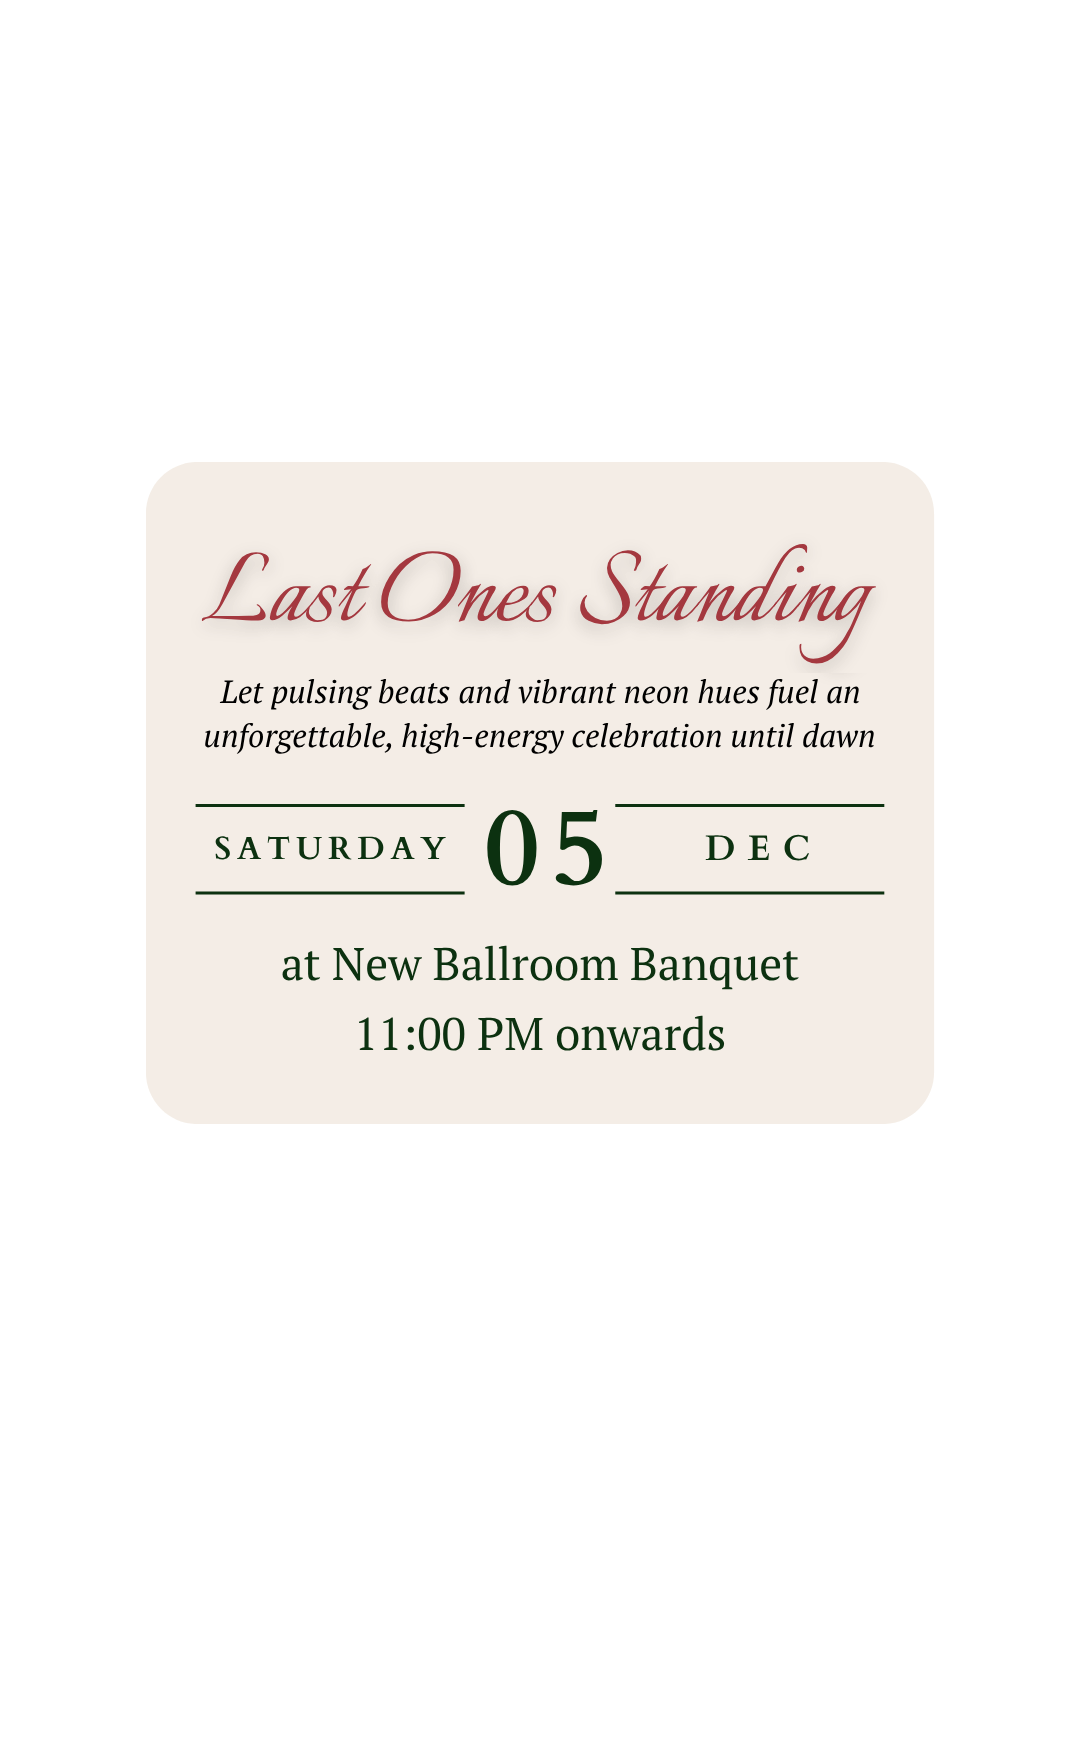 Last Ones Standing
Let pulsing beats and vibrant neon hues fuel an
unforgettable, high-energy celebration until dawn
SATURDAY 05 DEC
at New Ballroom Banquet
11:00 PM onwards